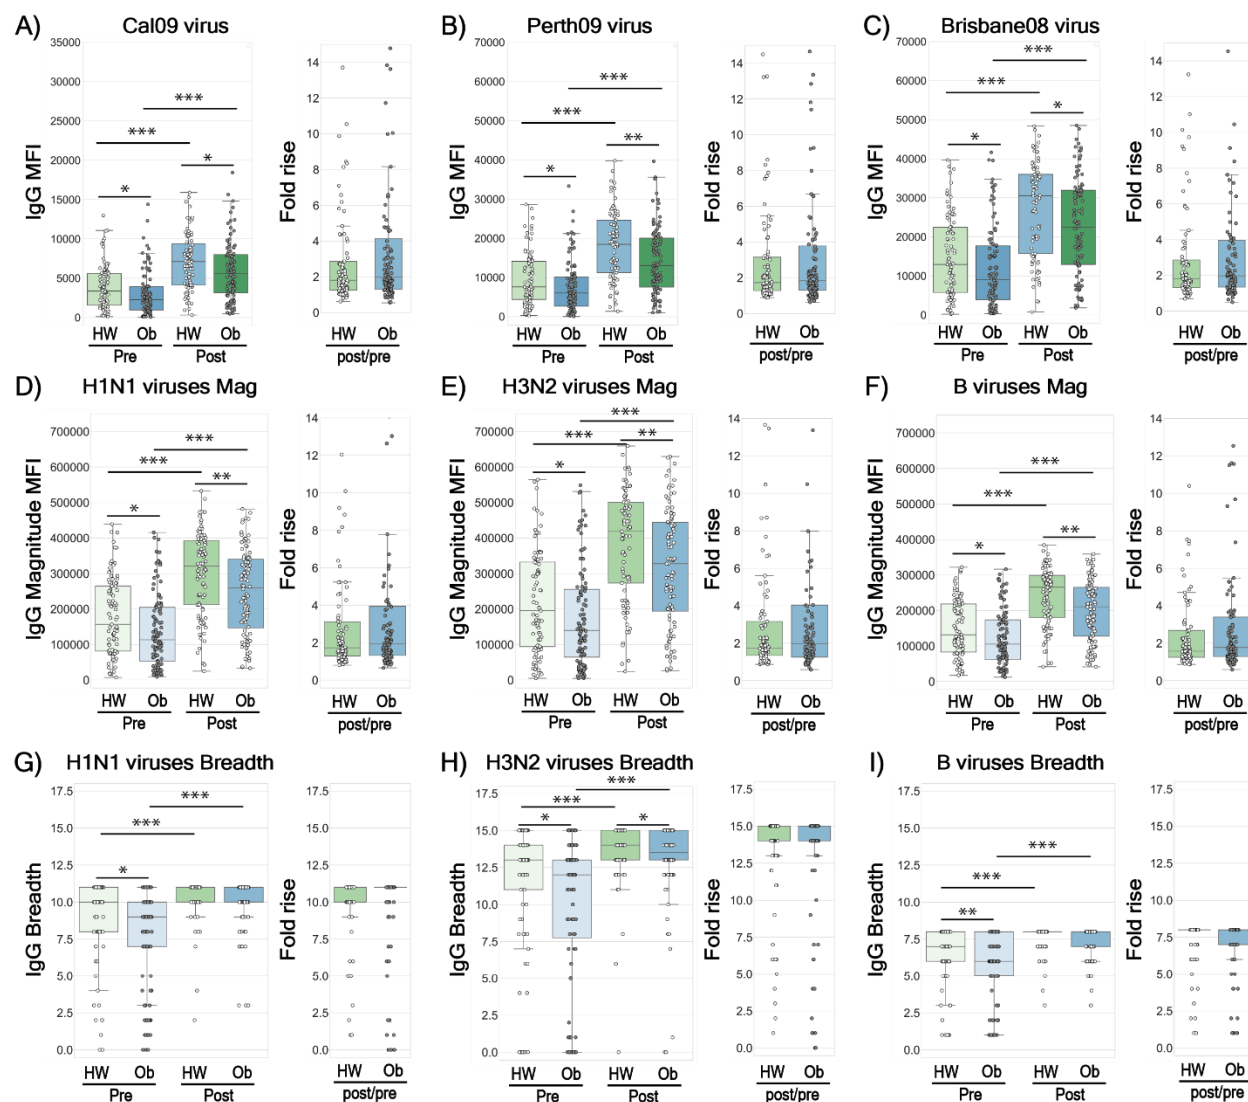 A) Cal09 virus
IgG MFI
35000
30000
25000
20000
15000
10000
5000
0
***
***
*
*
HW Ob HW Ob
Pre Post
Fold rise
14
12
10
8
6
4
2
0
HW Ob
post/pre
B) Perth09 virus
IgG MFI
70000
60000
50000
40000
30000
20000
10000
0
***
***
**
*
HW Ob HW Ob
Pre Post
Fold rise
14
12
10
8
6
4
2
0
HW Ob
post/pre
C) Brisbane08 virus
IgG MFI
70000
60000
50000
40000
30000
20000
10000
0
***
***
*
*
HW Ob HW Ob
Pre Post
Fold rise
14
12
10
8
6
4
2
0
HW Ob
post/pre
D) H1N1 viruses Mag
IgG Magnitude MFI
700000
600000
500000
400000
300000
200000
100000
0
***
***
**
*
HW Ob HW Ob
Pre Post
Fold rise
14
12
10
8
6
4
2
0
HW Ob
post/pre
E) H3N2 viruses Mag
IgG Magnitude MFI
700000
600000
500000
400000
300000
200000
100000
0
***
***
**
*
HW Ob HW Ob
Pre Post
Fold rise
14
12
10
8
6
4
2
0
HW Ob
post/pre
F) B viruses Mag
IgG Magnitude MFI
700000
600000
500000
400000
300000
200000
100000
0
***
***
**
*
HW Ob HW Ob
Pre Post
Fold rise
14
12
10
8
6
4
2
0
HW Ob
post/pre
G) H1N1 viruses Breadth
IgG Breadth
17.5
15.0
12.5
10.0
7.5
5.0
2.5
0.0
***
***
*
HW Ob HW Ob
Pre Post
Fold rise
17.5
15.0
12.5
10.0
7.5
5.0
2.5
0.0
HW Ob
post/pre
H) H3N2 viruses Breadth
IgG Breadth
17.5
15.0
12.5
10.0
7.5
5.0
2.5
0.0
***
***
*
*
HW Ob HW Ob
Pre Post
Fold rise
17.5
15.0
12.5
10.0
7.5
5.0
2.5
0.0
HW Ob
post/pre
I) B viruses Breadth
IgG Breadth
17.5
15.0
12.5
10.0
7.5
5.0
2.5
0.0
***
***
**
HW Ob HW Ob
Pre Post
Fold rise
17.5
15.0
12.5
10.0
7.5
5.0
2.5
0.0
HW Ob
post/pre